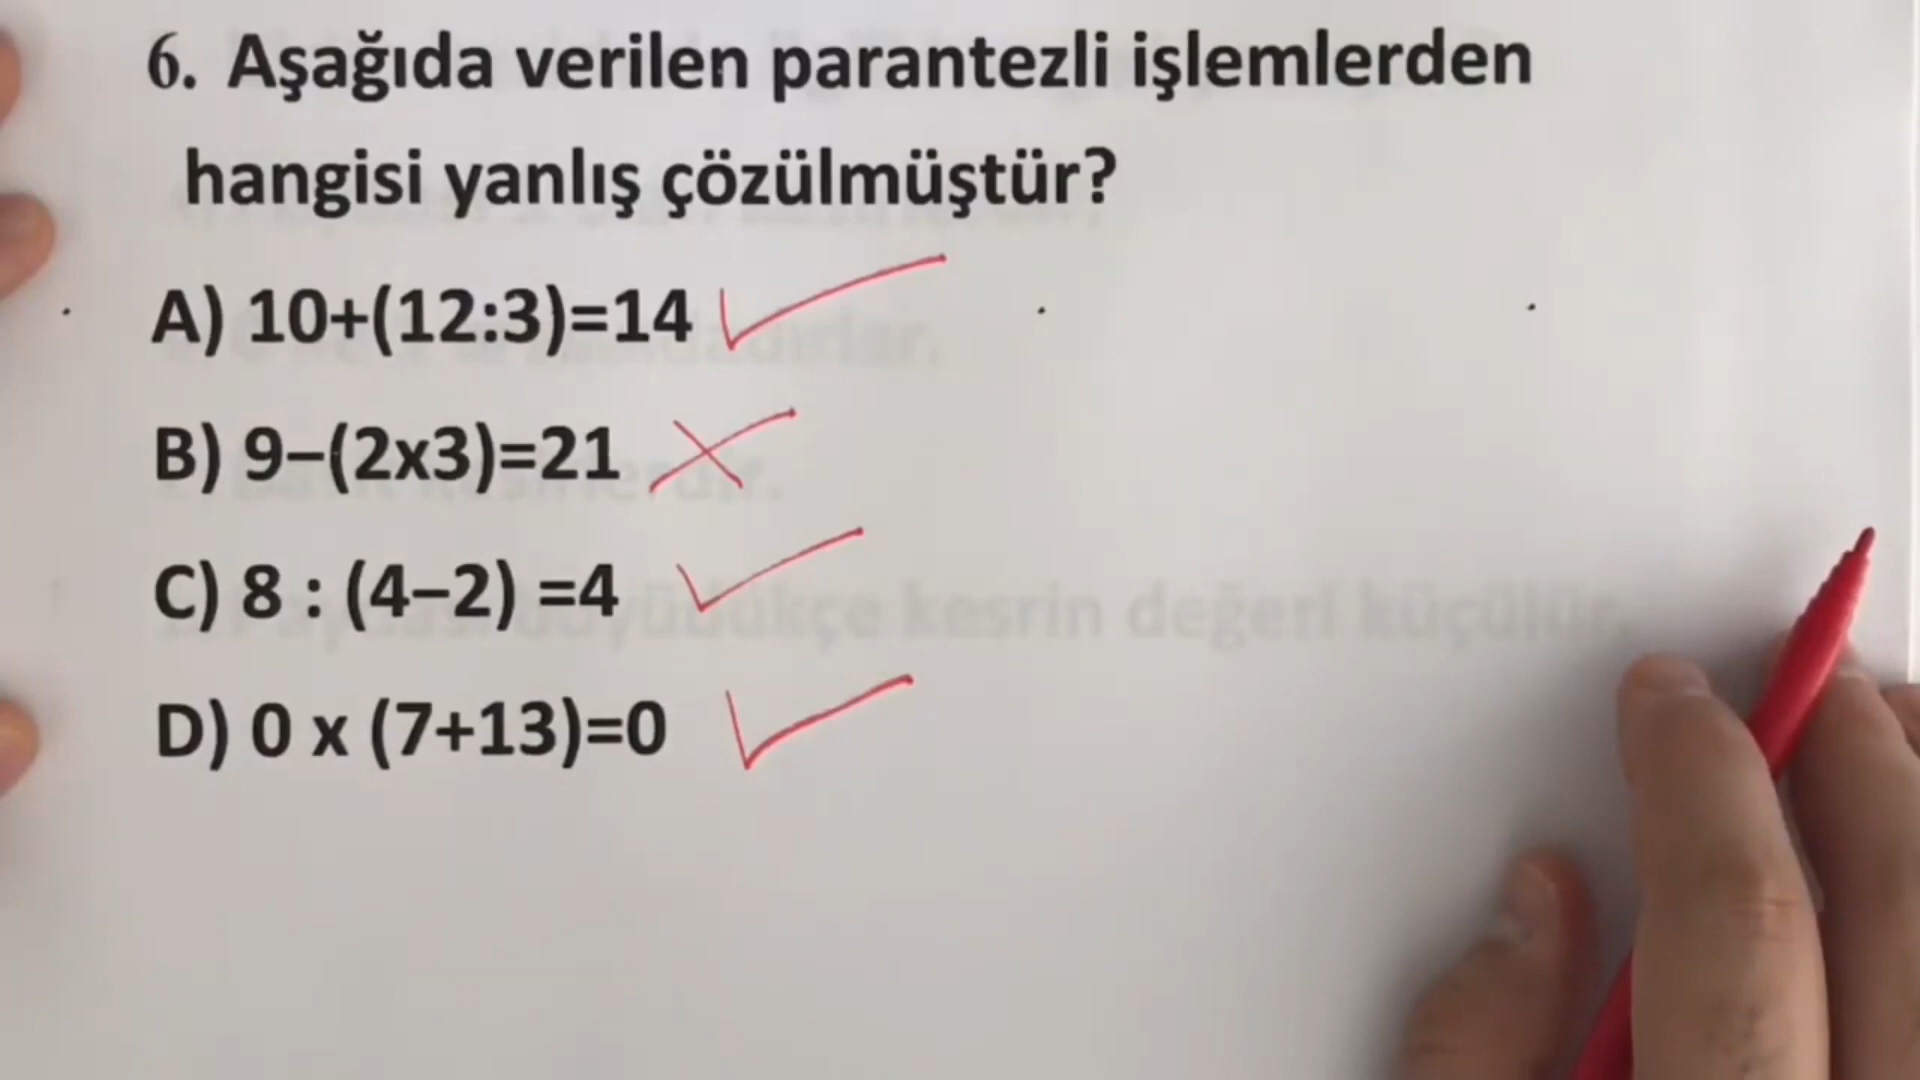 6. Aşağıda verilen parantezli işlemlerden
hangisi yanlış çözülmüştür?
A) 10+(12:3)=14
B) 9–(2x3)=21
C) 8 : (4–2) =4
D) 0 x (7+13)=0